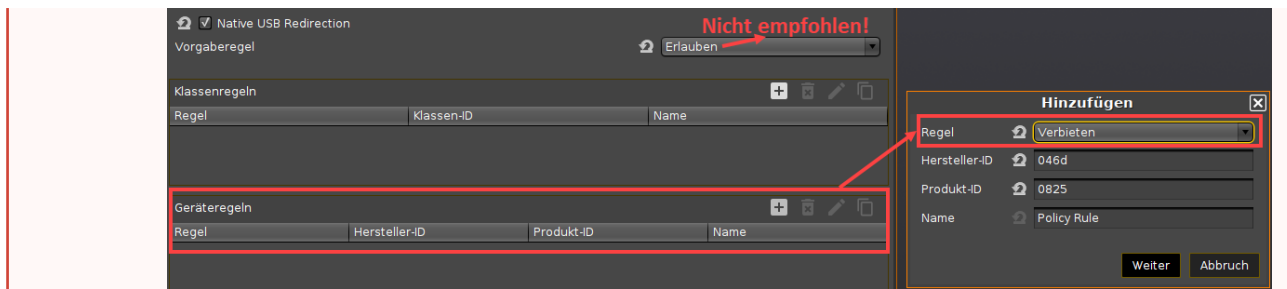 Native USB Redirection
Nicht empfohlen!
Vorgaberegel
Erlauben
Klassenregeln
Regel Klassen-ID Name
Geräteregeln
Regel Hersteller-ID Produkt-ID Name
Hinzufügen
Regel Verbieten
Hersteller-ID 046d
Produkt-ID 0825
Name Policy Rule
Weiter Abbruch